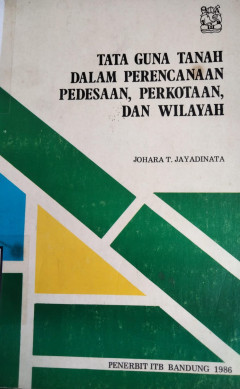 TATA GUNA TANAH
DALAM PERENCANAAN
PEDESAAN, PERKOTAAN,
DAN WILAYAH
JOHARA T. JAYADINATA
PENERBIT ITB BANDUNG 1986